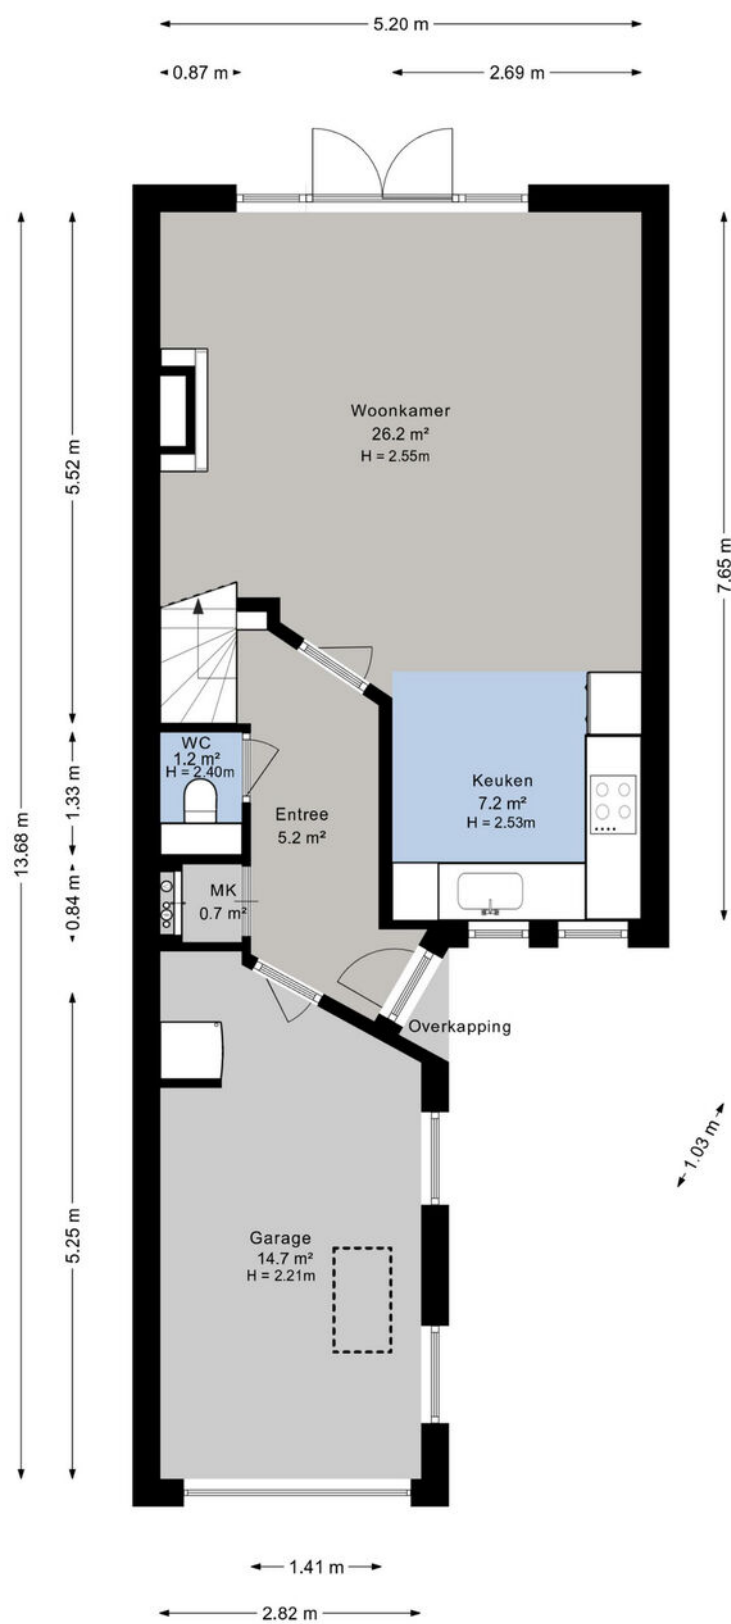 5.20 m
0.87 m
2.69 m
Woonkamer
26.2 m²
H = 2.55m
5.52 m
7.65 m
WC
1.2 m²
H = 2.40m
1.33 m
Keuken
7.2 m²
H = 2.53m
Entree
5.2 m²
13.68 m
0.84 m
MK
0.7 m²
Overkapping
1.03 m
5.25 m
Garage
14.7 m²
H = 2.21m
1.41 m
2.82 m